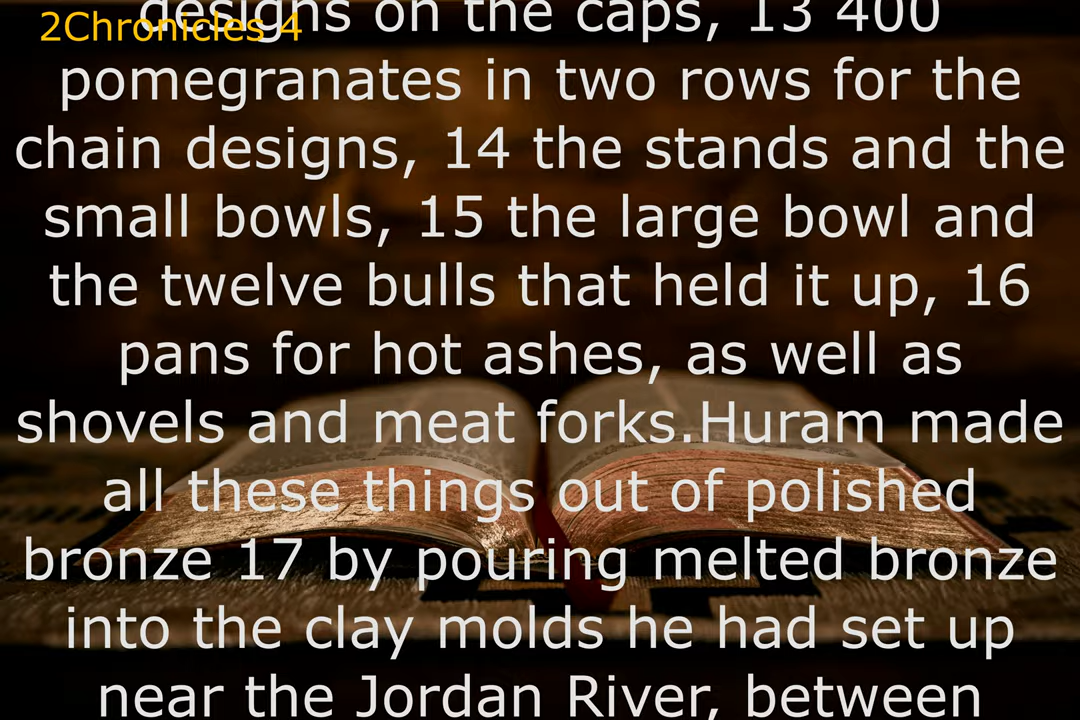 2Chronicles 4
designs on the caps, 13 400
pomegranates in two rows for the
chain designs, 14 the stands and the
small bowls, 15 the large bowl and
the twelve bulls that held it up, 16
pans for hot ashes, as well as
shovels and meat forks.Huram made
all these things out of polished
bronze 17 by pouring melted bronze
into the clay molds he had set up
near the Jordan River, between